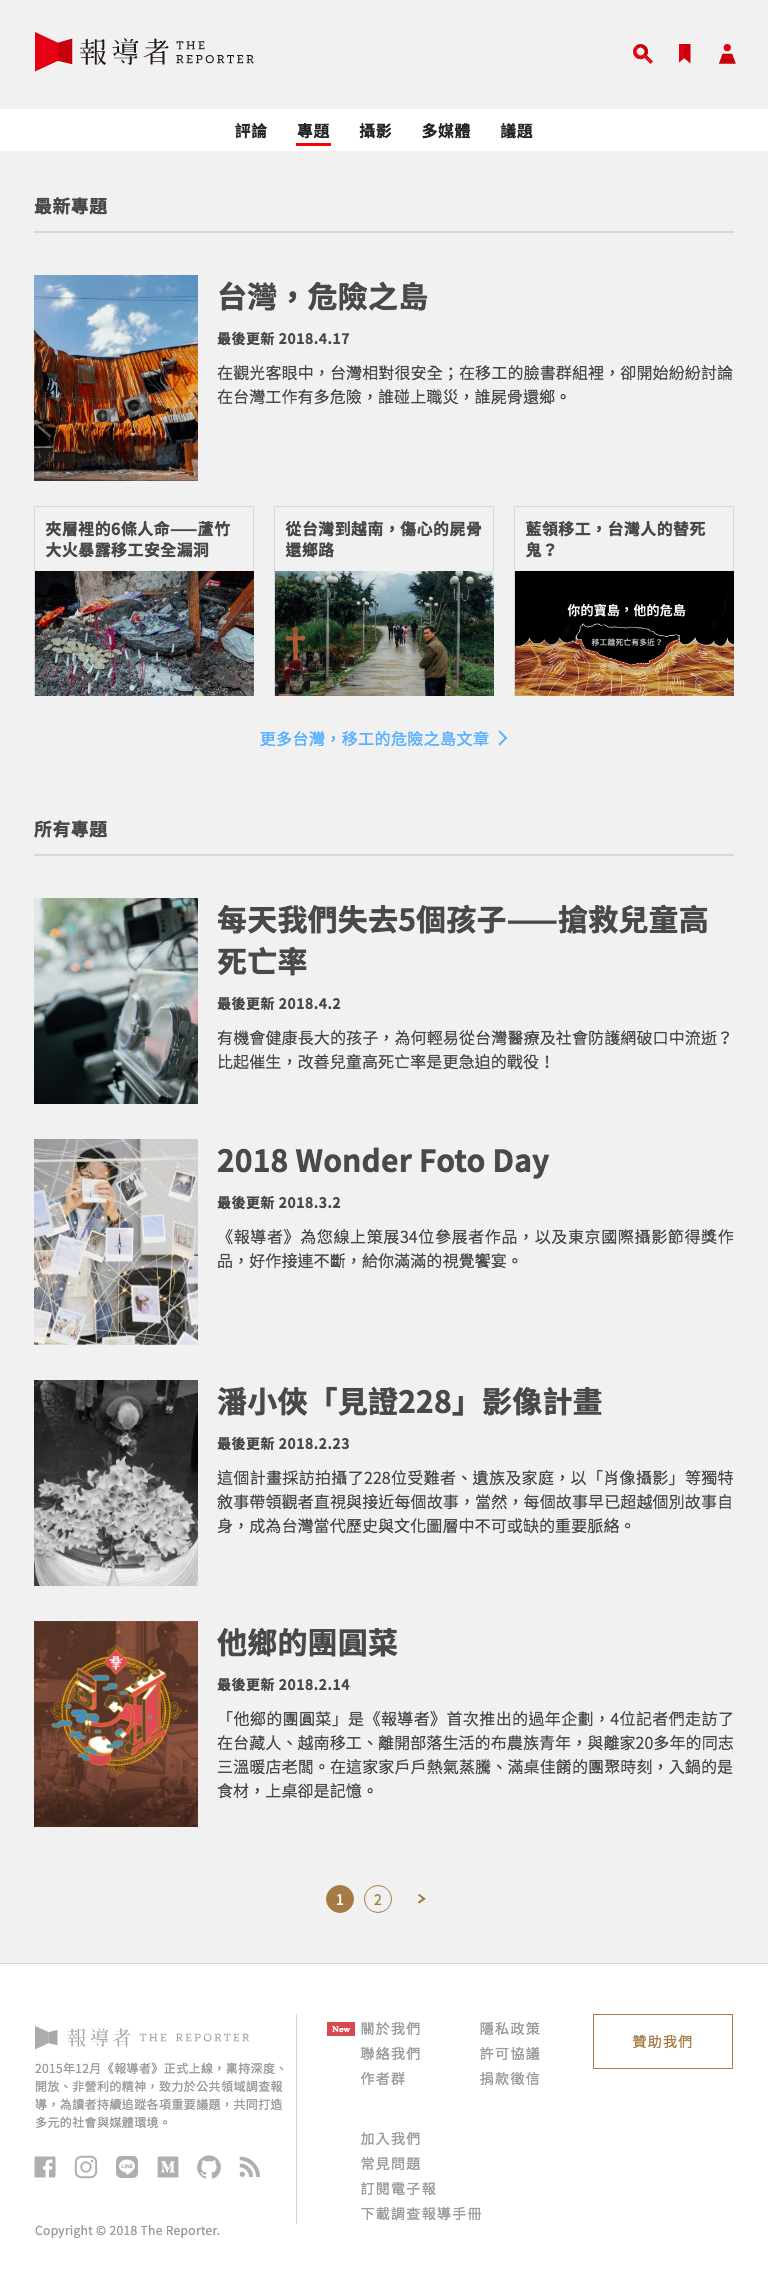 報導者 THE REPORTER
評論 專題 攝影 多媒體 議題
最新專題
台灣，危險之島
最後更新 2018.4.17
在觀光客眼中，台灣相對很安全；在移工的臉書群組裡，卻開始紛紛討論
在台灣工作有多危險，誰碰上職災，誰屍骨還鄉。
夾層裡的6條人命——蘆竹
大火暴露移工安全漏洞
從台灣到越南，傷心的屍骨
還鄉路
藍領移工，台灣人的替死
鬼？
你的寶島，他的危島
移工離死亡有多近？
更多台灣，移工的危險之島文章
所有專題
每天我們失去5個孩子——搶救兒童高
死亡率
最後更新 2018.4.2
有機會健康長大的孩子，為何輕易從台灣醫療及社會防護網破口中流逝？
比起催生，改善兒童高死亡率是更急迫的戰役！
2018 Wonder Foto Day
最後更新 2018.3.2
《報導者》為您線上策展34位參展者作品，以及東京國際攝影節得獎作
品，好作接連不斷，給你滿滿的視覺饗宴。
潘小俠「見證228」影像計畫
最後更新 2018.2.23
這個計畫採訪拍攝了228位受難者、遺族及家庭，以「肖像攝影」等獨特
敘事帶領觀者直視與接近每個故事，當然，每個故事早已超越個別故事自
身，成為台灣當代歷史與文化圖層中不可或缺的重要脈絡。
他鄉的團圓菜
最後更新 2018.2.14
「他鄉的團圓菜」是《報導者》首次推出的過年企劃，4位記者們走訪了
在台藏人、越南移工、離開部落生活的布農族青年，與離家20多年的同志
三溫暖店老闆。在這家家戶戶熱氣蒸騰、滿桌佳餚的團聚時刻，入鍋的是
食材，上桌卻是記憶。
1 2 >
報導者 THE REPORTER
2015年12月《報導者》正式上線，稟持深度、
開放、非營利的精神，致力於公共領域調查報
導，為讀者持續追蹤各項重要議題，共同打造
多元的社會與媒體環境。
LINE
Copyright © 2018 The Reporter.
New 關於我們
聯絡我們
作者群
加入我們
常見問題
訂閱電子報
下載調查報導手冊
隱私政策
許可協議
捐款徵信
贊助我們